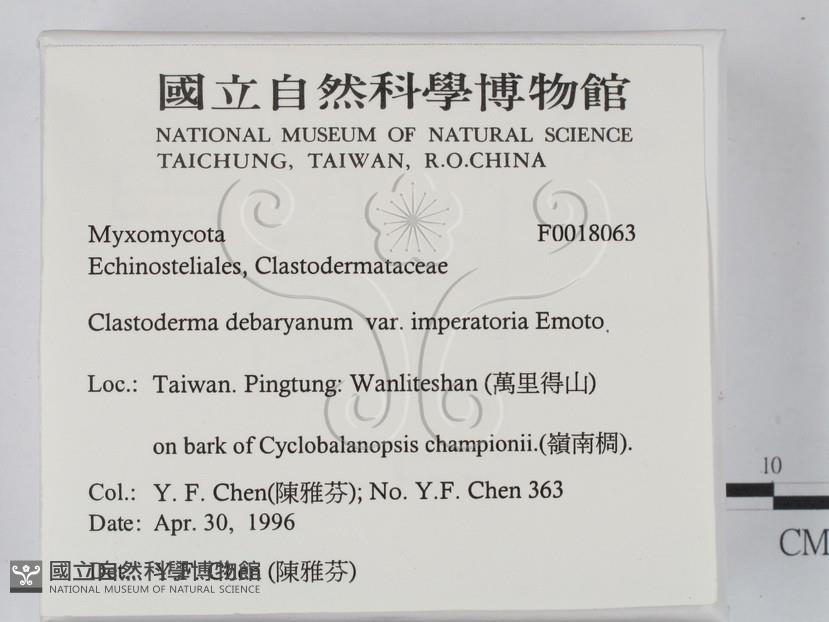 國立自然科學博物館
NATIONAL MUSEUM OF NATURAL SCIENCE
TAICHUNG, TAIWAN, R.O.CHINA
Myxomycota F0018063
Echinosteliales, Clastodermataceae
Clastoderma debaryanum var. imperatoria Emoto.
Loc.: Taiwan. Pingtung: Wanliteshan (萬里得山)
on bark of Cyclobalanopsis championii.(嶺南椆).
Col.: Y. F. Chen(陳雅芬); No. Y.F. Chen 363
Date: Apr. 30, 1996
Det.: Y. F. Chen (陳雅芬)
國立自然科學博物館
NATIONAL MUSEUM OF NATURAL SCIENCE
10
CM